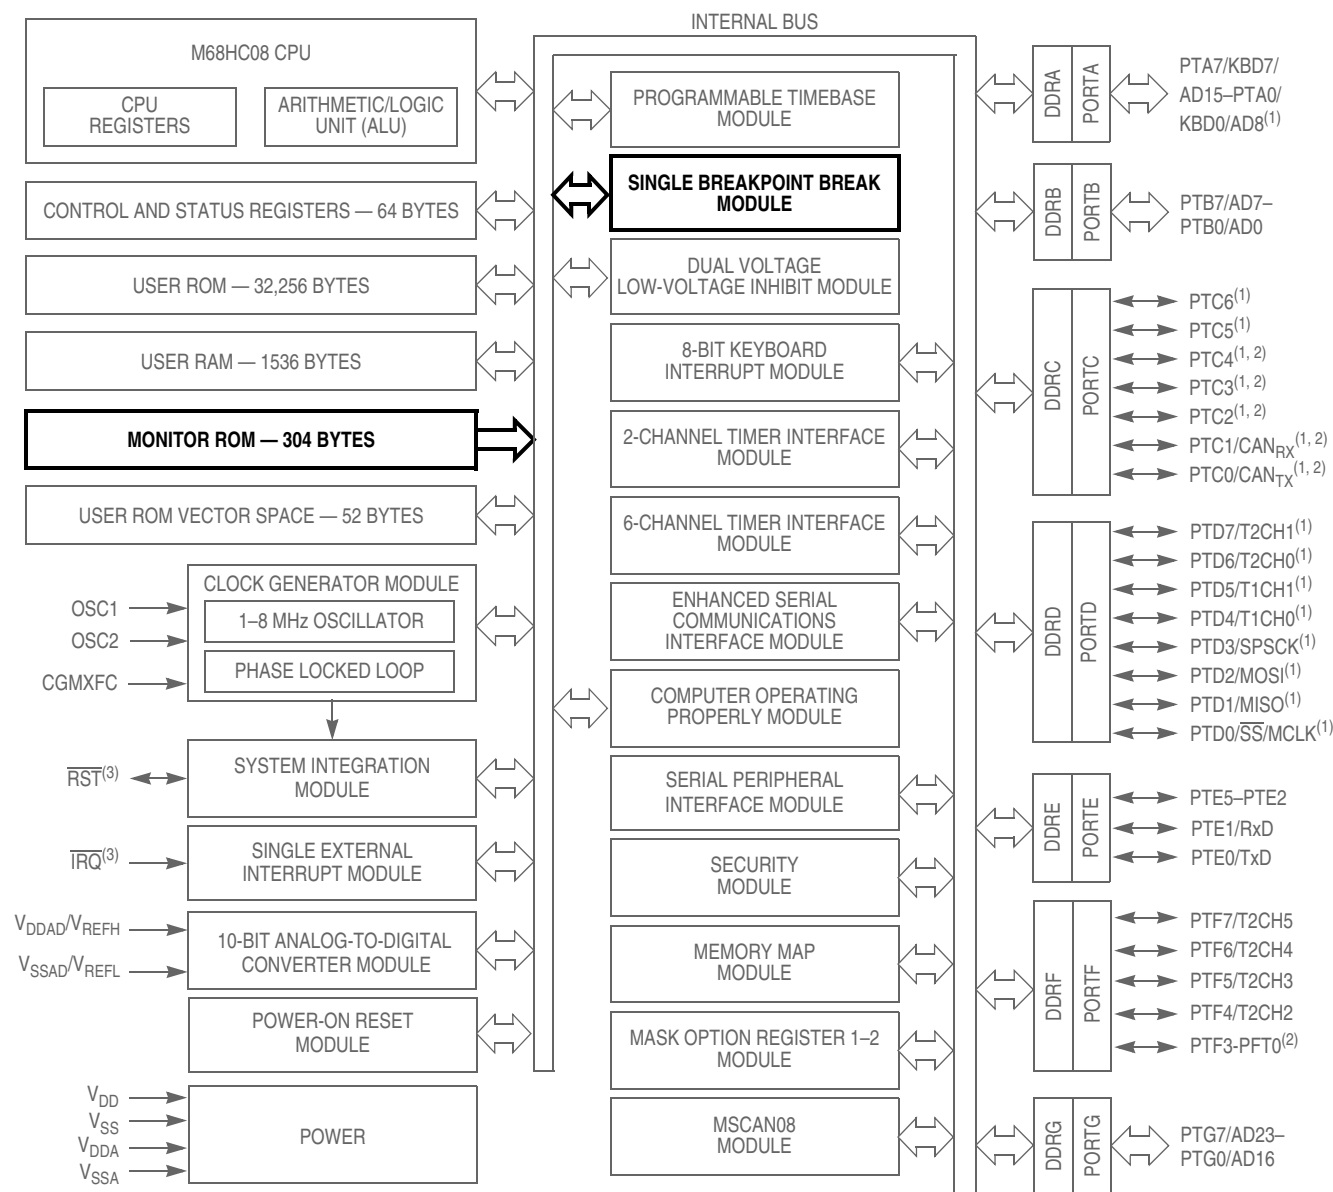 INTERNAL BUS
M68HC08 CPU
CPU
REGISTERS
ARITHMETIC/LOGIC
UNIT (ALU)
CONTROL AND STATUS REGISTERS — 64 BYTES
USER ROM — 32,256 BYTES
USER RAM — 1536 BYTES
MONITOR ROM — 304 BYTES
USER ROM VECTOR SPACE — 52 BYTES
CLOCK GENERATOR MODULE
1–8 MHz OSCILLATOR
PHASE LOCKED LOOP
OSC1
OSC2
CGMXFC
SYSTEM INTEGRATION
MODULE
RST(3)
SINGLE EXTERNAL
INTERRUPT MODULE
IRQ(3)
10-BIT ANALOG-TO-DIGITAL
CONVERTER MODULE
VDDAD/VREFH
VSSAD/VREFL
POWER-ON RESET
MODULE
POWER
VDD
VSS
VDDA
VSSA
PROGRAMMABLE TIMEBASE
MODULE
SINGLE BREAKPOINT BREAK
MODULE
DUAL VOLTAGE
LOW-VOLTAGE INHIBIT MODULE
8-BIT KEYBOARD
INTERRUPT MODULE
2-CHANNEL TIMER INTERFACE
MODULE
6-CHANNEL TIMER INTERFACE
MODULE
ENHANCED SERIAL
COMMUNICATIONS
INTERFACE MODULE
COMPUTER OPERATING
PROPERLY MODULE
SERIAL PERIPHERAL
INTERFACE MODULE
SECURITY
MODULE
MEMORY MAP
MODULE
MASK OPTION REGISTER 1–2
MODULE
MSCAN08
MODULE
DDRA
PORTA
PTA7/KBD7/
AD15–PTA0/
KBD0/AD8(1)
DDRB
PORTB
PTB7/AD7–
PTB0/AD0
DDRC
PORTC
PTC6(1)
PTC5(1)
PTC4(1, 2)
PTC3(1, 2)
PTC2(1, 2)
PTC1/CANRX(1, 2)
PTC0/CANTX(1, 2)
DDRD
PORTD
PTD7/T2CH1(1)
PTD6/T2CH0(1)
PTD5/T1CH1(1)
PTD4/T1CH0(1)
PTD3/SPSCK(1)
PTD2/MOSI(1)
PTD1/MISO(1)
PTD0/SS/MCLK(1)
DDRE
PORTE
PTE5–PTE2
PTE1/RxD
PTE0/TxD
DDRF
PORTF
PTF7/T2CH5
PTF6/T2CH4
PTF5/T2CH3
PTF4/T2CH2
PTF3-PFT0(2)
DDRG
PORTG
PTG7/AD23–
PTG0/AD16